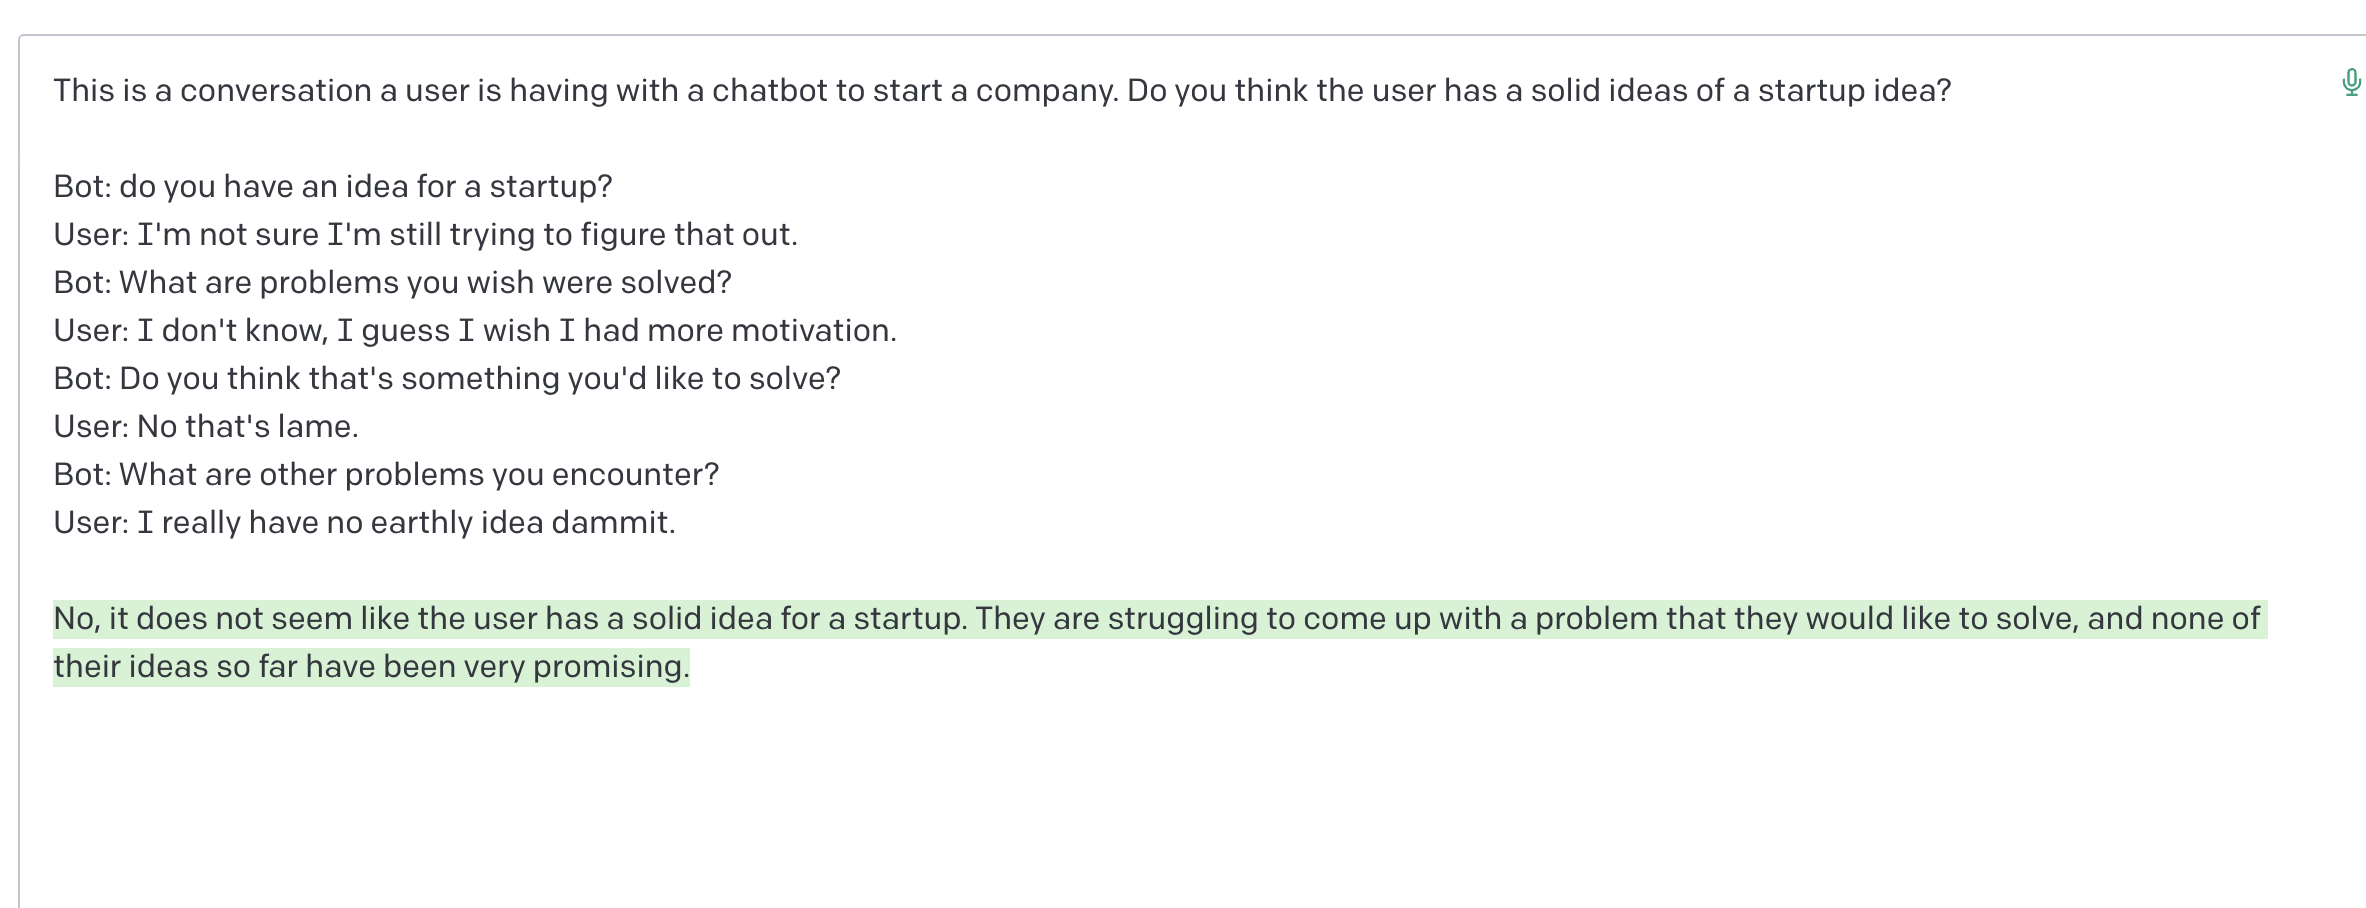 This is a conversation a user is having with a chatbot to start a company. Do you think the user has a solid ideas of a startup idea?
Bot: do you have an idea for a startup?
User: I'm not sure I'm still trying to figure that out.
Bot: What are problems you wish were solved?
User: I don't know, I guess I wish I had more motivation.
Bot: Do you think that's something you'd like to solve?
User: No that's lame.
Bot: What are other problems you encounter?
User: I really have no earthly idea dammit.
No, it does not seem like the user has a solid idea for a startup. They are struggling to come up with a problem that they would like to solve, and none of
their ideas so far have been very promising.